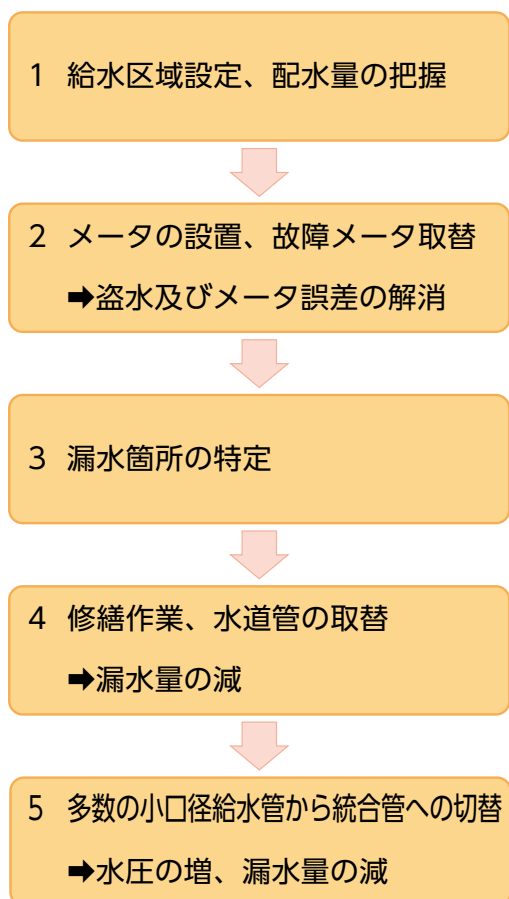 1 給水区域設定、配水量の把握
2 メータの設置、故障メータ取替
➡盗水及びメータ誤差の解消
3 漏水箇所の特定
4 修繕作業、水道管の取替
➡漏水量の減
5 多数の小口径給水管から統合管への切替
➡水圧の増、漏水量の減